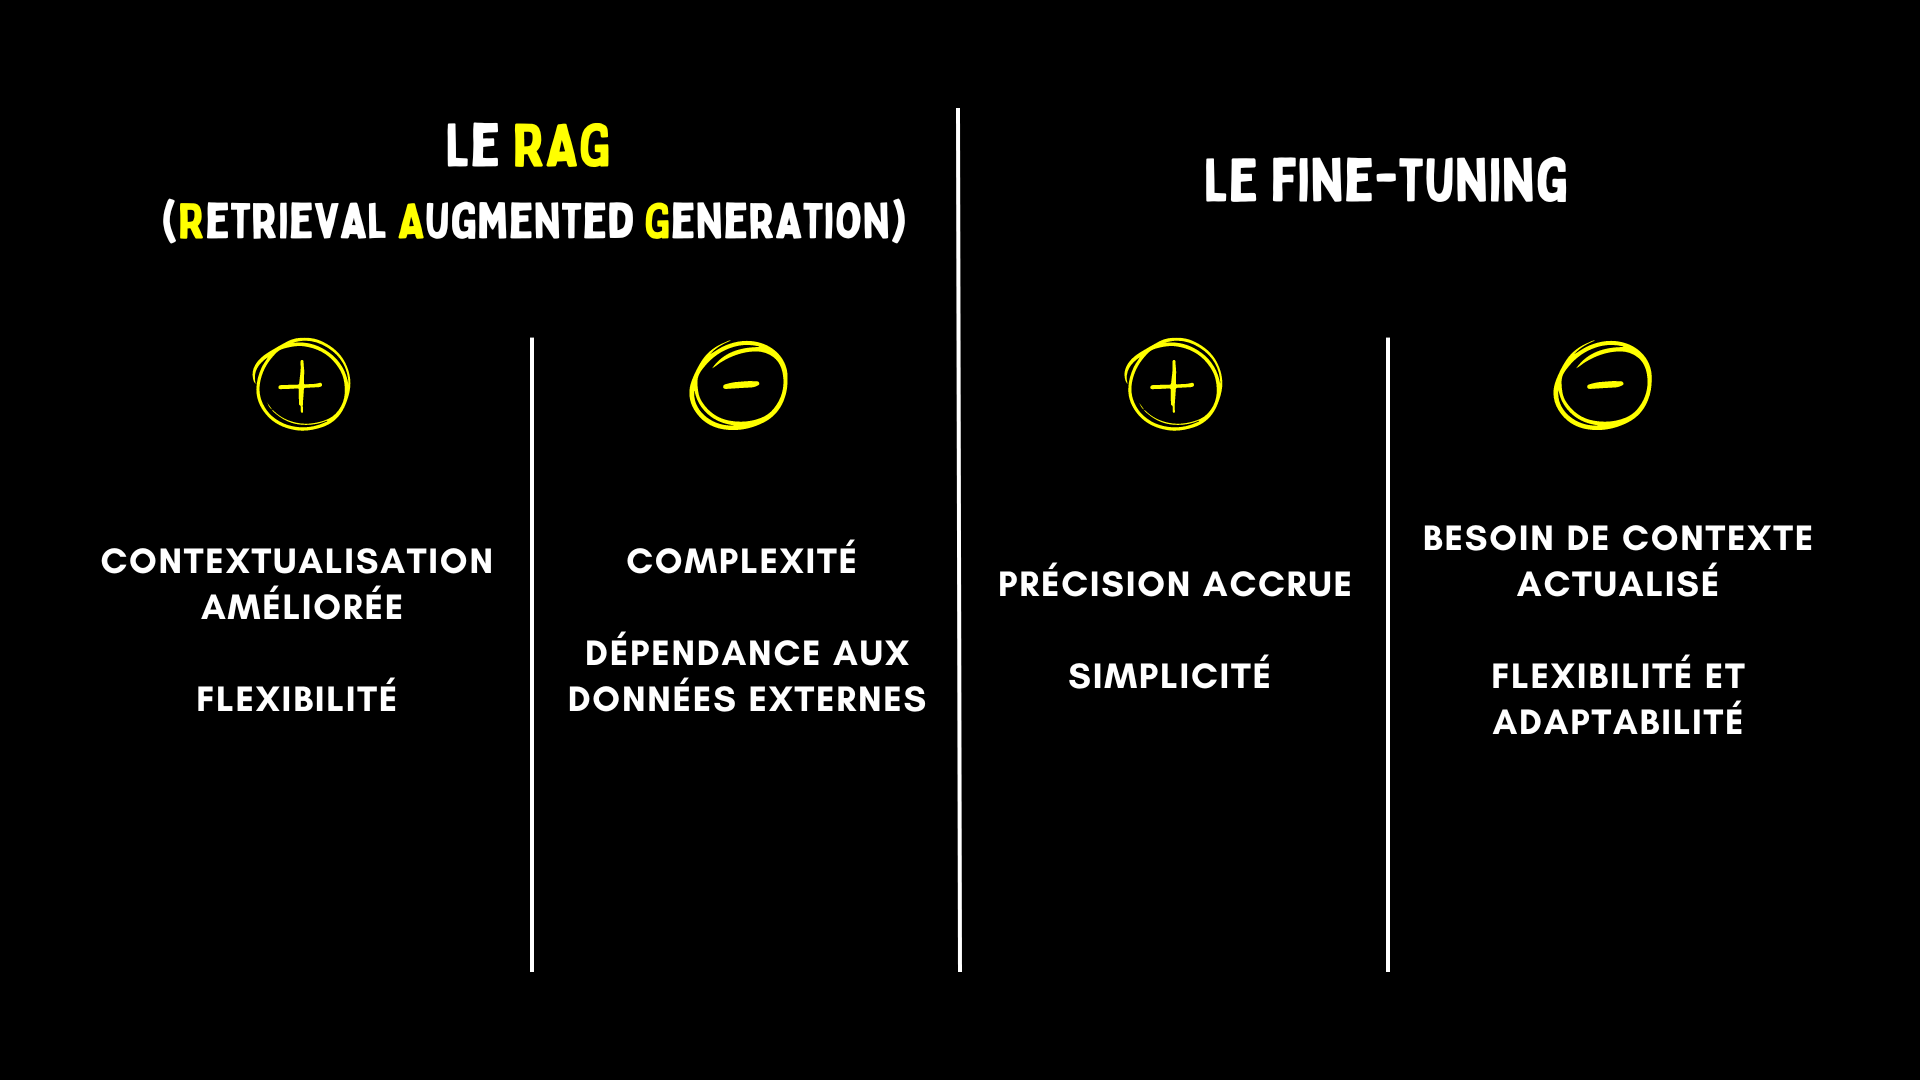 LE RAG
(RETRIEVAL AUGMENTED GENERATION)
+
-
CONTEXTUALISATION
AMÉLIORÉE
FLEXIBILITÉ
COMPLEXITÉ
DÉPENDANCE AUX
DONNÉES EXTERNES
LE FINE-TUNING
+
-
PRÉCISION ACCRUE
SIMPLICITÉ
BESOIN DE CONTEXTE
ACTUALISÉ
FLEXIBILITÉ ET
ADAPTABILITÉ